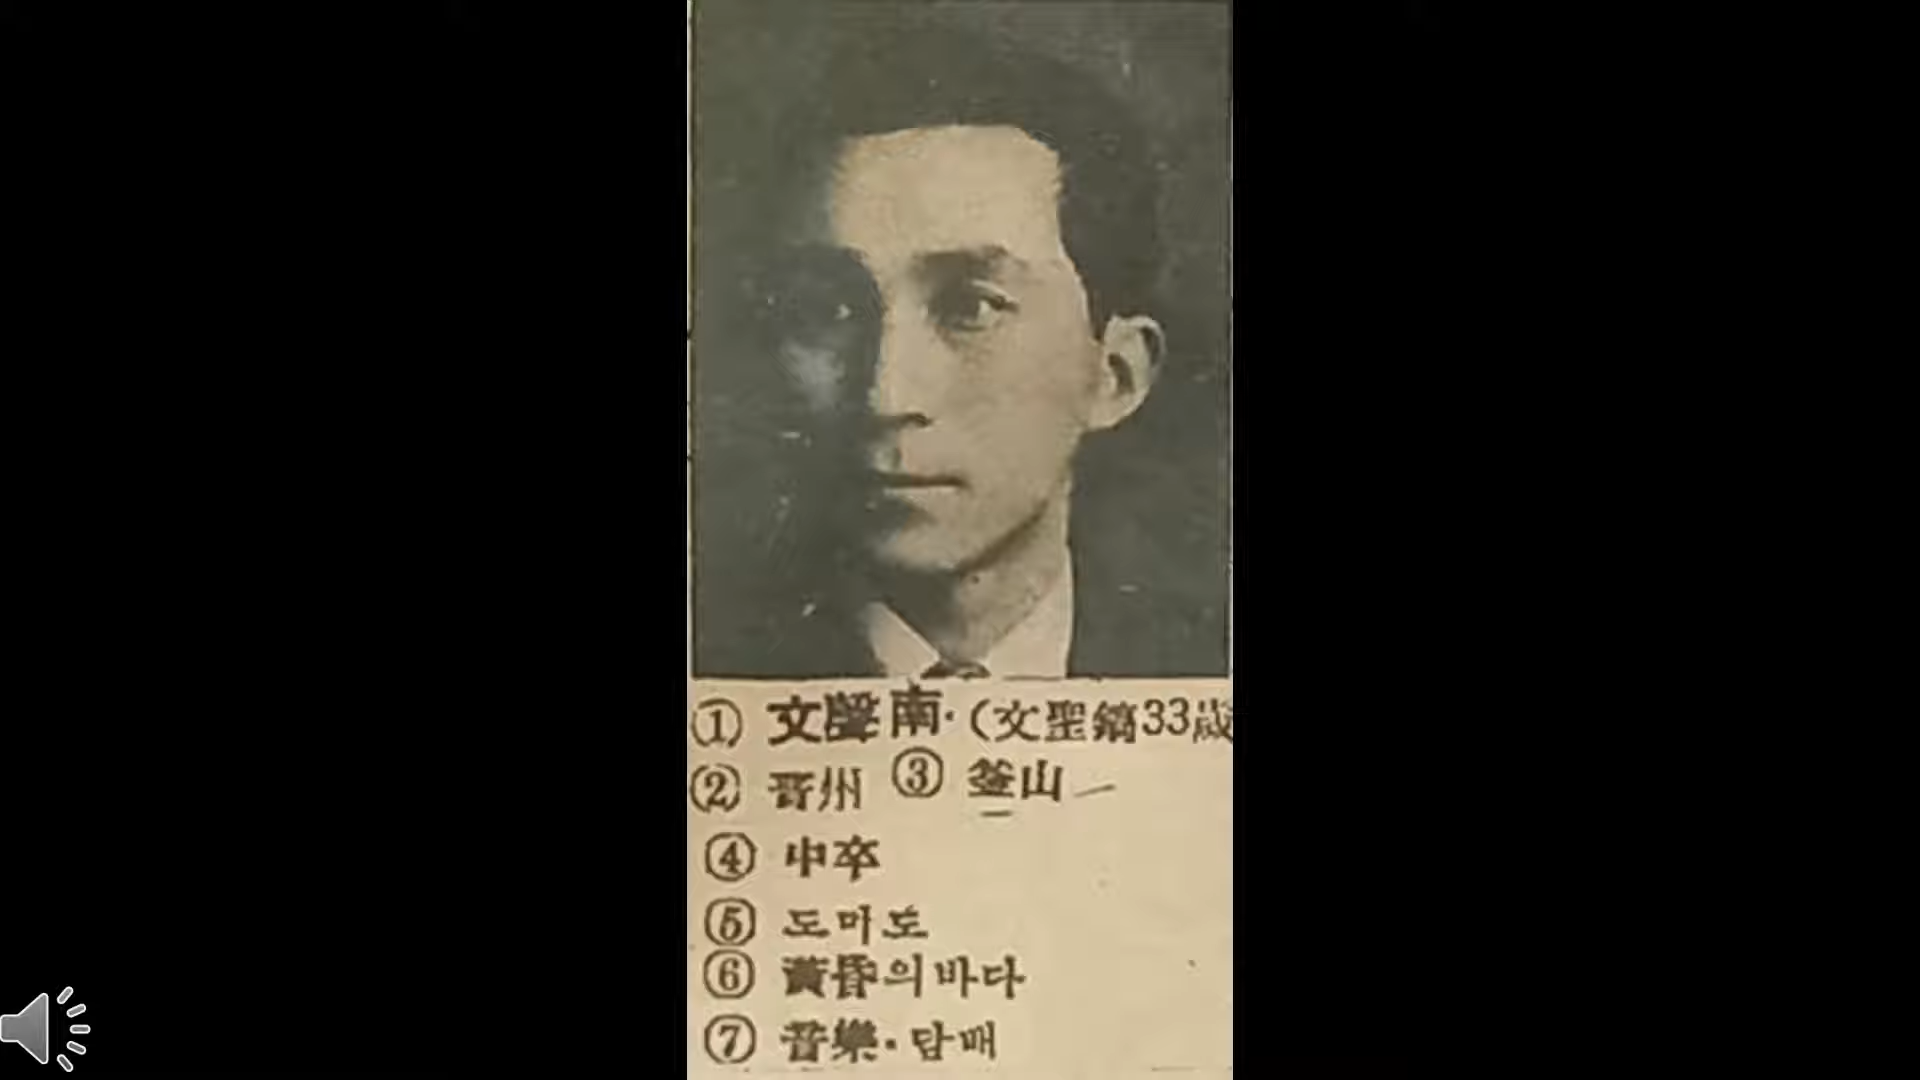 ① 文聲南·(文聖鎬33歲
② 晋州 ③ 釜山
④ 中卒
⑤ 도마도
⑥ 黃昏의바다
⑦ 音樂·담배